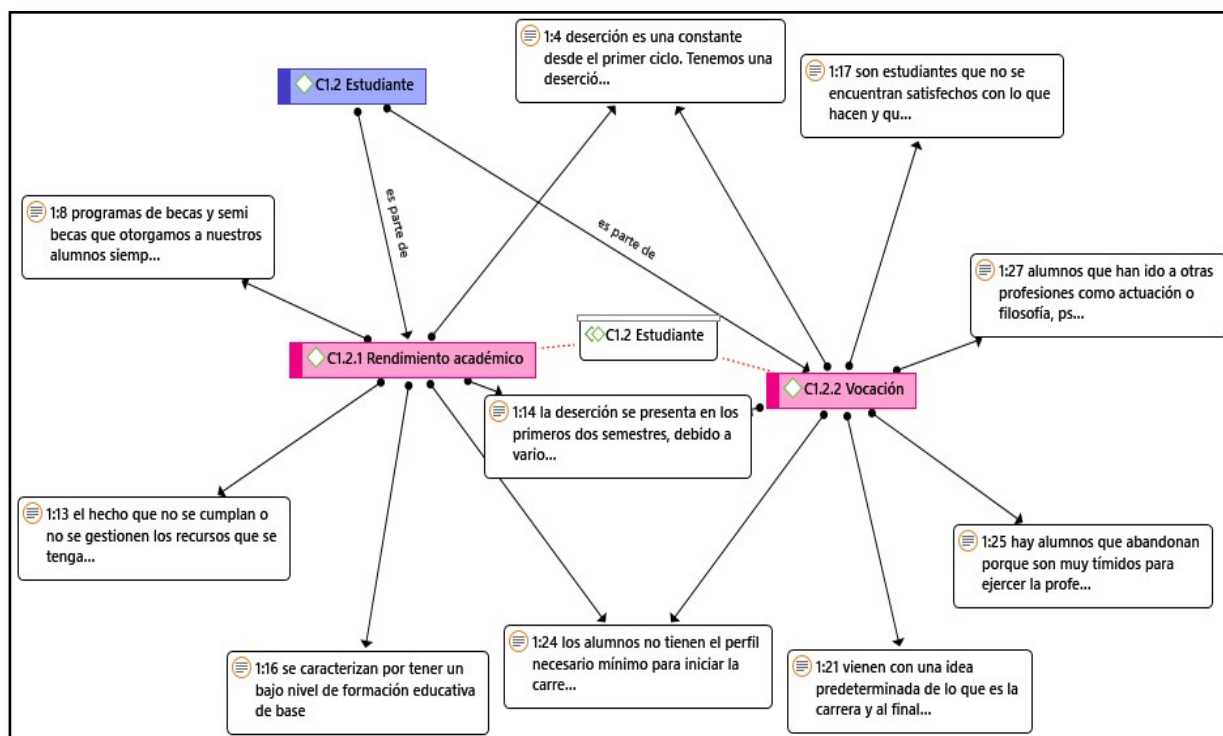 1:4 deserción es una constante
desde el primer ciclo. Tenemos una
deserció...
C1.2 Estudiante
1:17 son estudiantes que no se
encuentran satisfechos con lo que
hacen y qu...
es parte de
es parte de
1:8 programas de becas y semi
becas que otorgamos a nuestros
alumnos siemp...
1:27 alumnos que han ido a otras
profesiones como actuación o
filosofía, ps...
C1.2 Estudiante
C1.2.1 Rendimiento académico
C1.2.2 Vocación
1:14 la deserción se presenta en los
primeros dos semestres, debido a
vario...
1:13 el hecho que no se cumplan o
no se gestionen los recursos que se
tenga...
1:25 hay alumnos que abandonan
porque son muy tímidos para
ejercer la profe...
1:16 se caracterizan por tener un
bajo nivel de formación educativa
de base
1:24 los alumnos no tienen el perfil
necesario mínimo para iniciar la
carre...
1:21 vienen con una idea
predeterminada de lo que es la
carrera y al final...